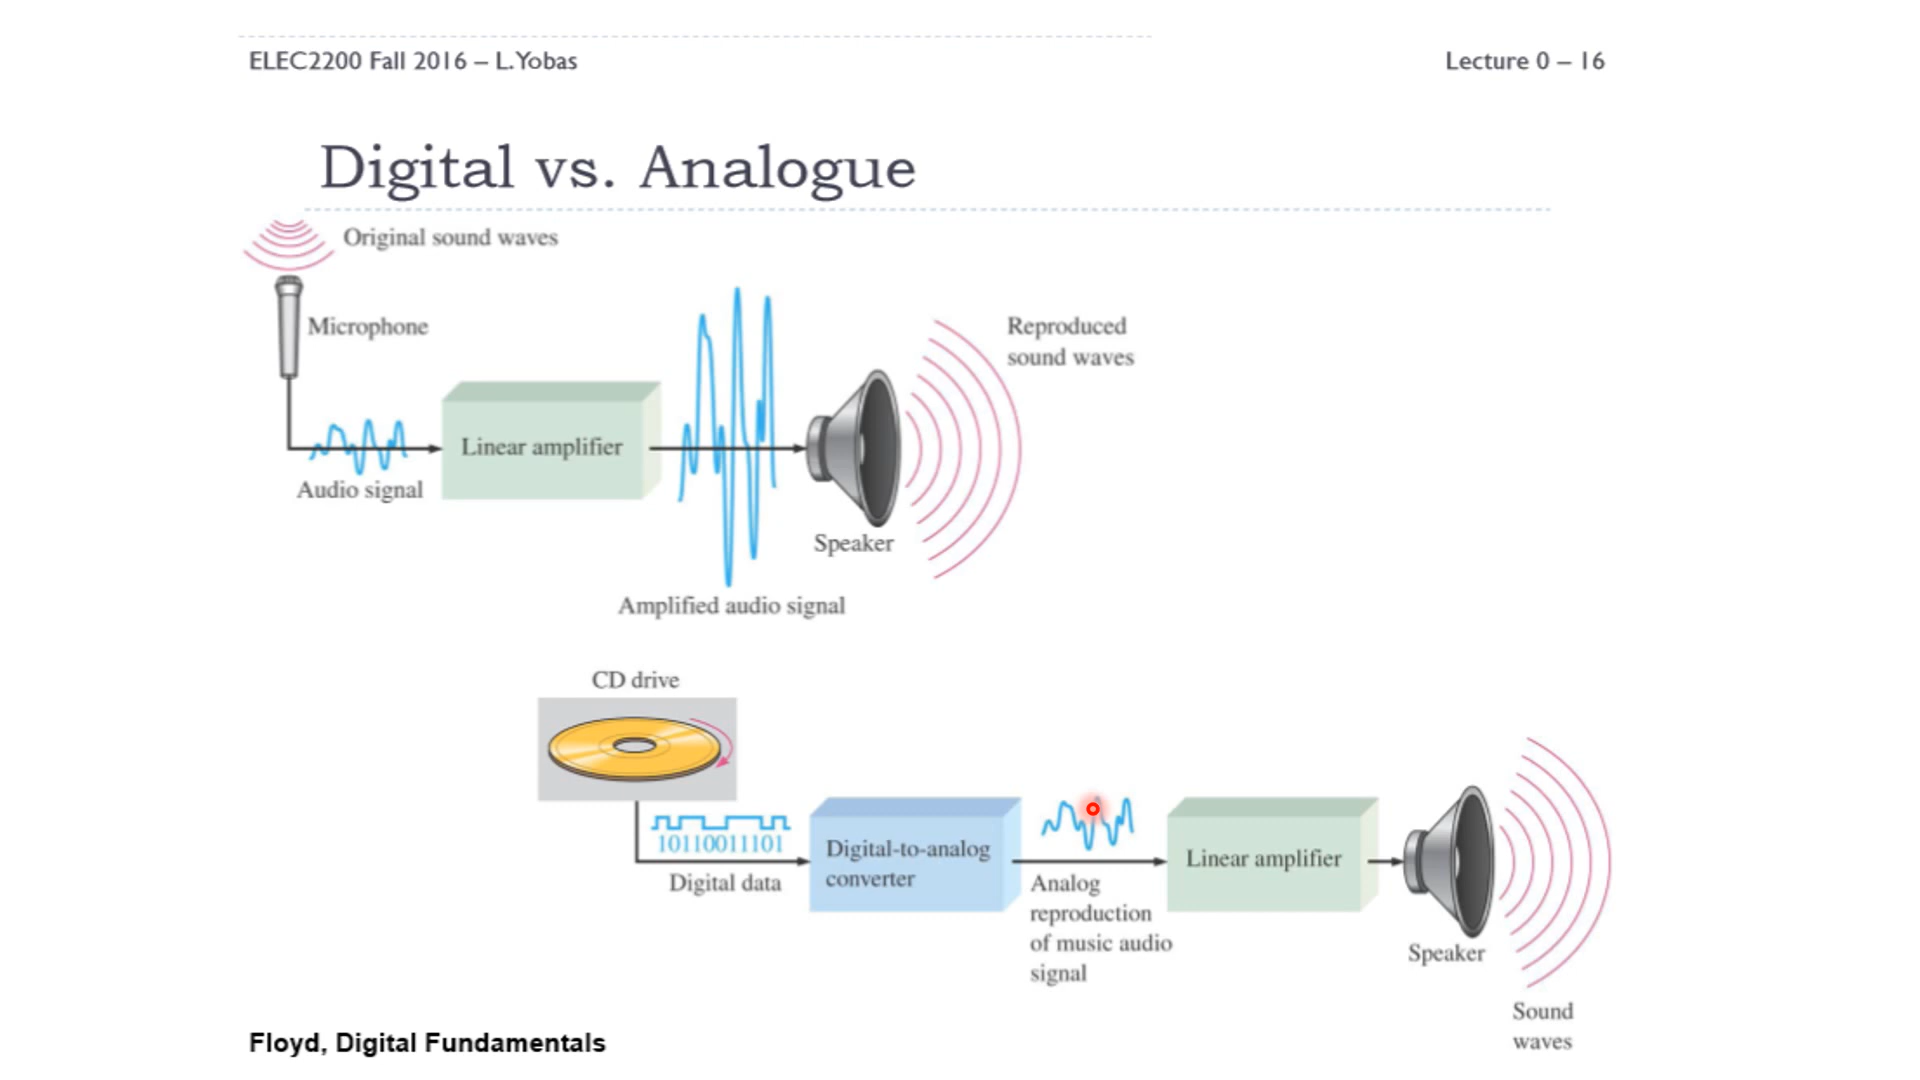 ELEC2200 Fall 2016 – L.Yobas
Lecture 0 – 16
Digital vs. Analogue
Original sound waves
Microphone
Reproduced
sound waves
Linear amplifier
Audio signal
Speaker
Amplified audio signal
CD drive
10110011101
Digital data
Digital-to-analog
converter
Analog
reproduction
of music audio
signal
Linear amplifier
Speaker
Sound
waves
Floyd, Digital Fundamentals